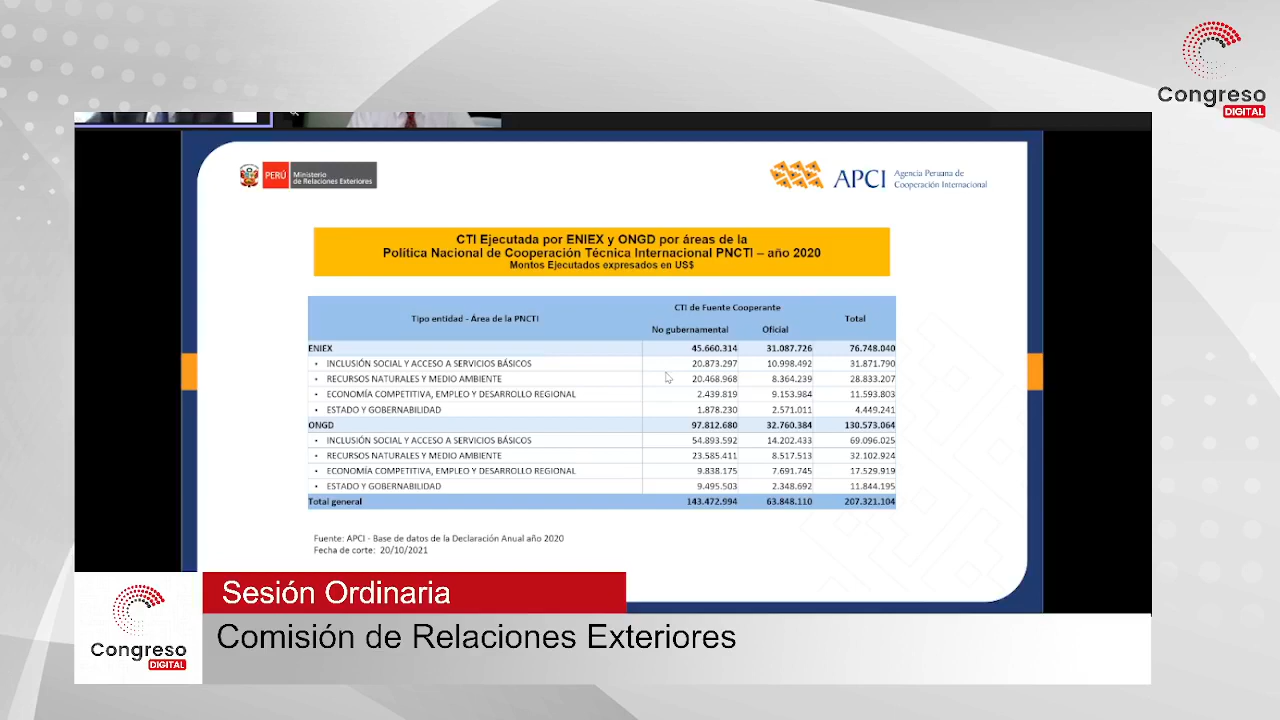 Congreso
DIGITAL
PERÚ
Ministerio
de Relaciones Exteriores
APCI
Agencia Peruana de
Cooperación Internacional
CTI Ejecutada por ENIEX y ONGD por áreas de la
Política Nacional de Cooperación Técnica Internacional PNCTI – año 2020
Montos Ejecutados expresados en US$
Tipo entidad - Área de la PNCTI
CTI de Fuente Cooperante
Total
No gubernamental Oficial
ENIEX 45.660.314 31.087.726 76.748.040
• INCLUSIÓN SOCIAL Y ACCESO A SERVICIOS BÁSICOS 20.873.297 10.998.492 31.871.790
• RECURSOS NATURALES Y MEDIO AMBIENTE 20.468.968 8.364.239 28.833.207
• ECONOMÍA COMPETITIVA, EMPLEO Y DESARROLLO REGIONAL 2.439.819 9.153.984 11.593.803
• ESTADO Y GOBERNABILIDAD 1.878.230 2.571.011 4.449.241
ONGD 97.812.680 32.760.384 130.573.064
• INCLUSIÓN SOCIAL Y ACCESO A SERVICIOS BÁSICOS 54.893.592 14.202.433 69.096.025
• RECURSOS NATURALES Y MEDIO AMBIENTE 23.585.411 8.517.513 32.102.924
• ECONOMÍA COMPETITIVA, EMPLEO Y DESARROLLO REGIONAL 9.838.175 7.691.745 17.529.919
• ESTADO Y GOBERNABILIDAD 9.495.503 2.348.692 11.844.195
Total general 143.472.994 63.848.110 207.321.104
Fuente: APCI - Base de datos de la Declaración Anual año 2020
Fecha de corte: 20/10/2021
Sesión Ordinaria
Comisión de Relaciones Exteriores
Congreso
DIGITAL